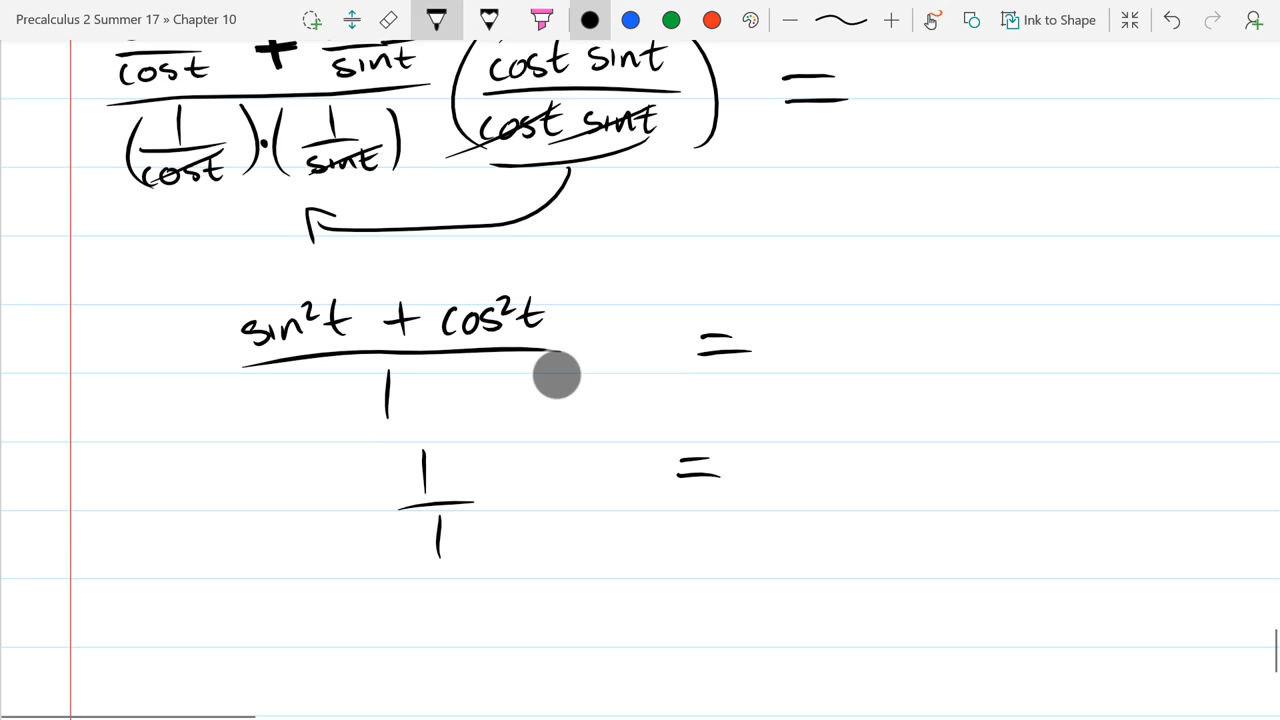 Precalculus 2 Summer 17 » Chapter 10
Ink to Shape
cost + sint
cost sint
=
(1/cost)·(1/sint) (cost sint)
sin²t + cos²t
=
1
1
=
1